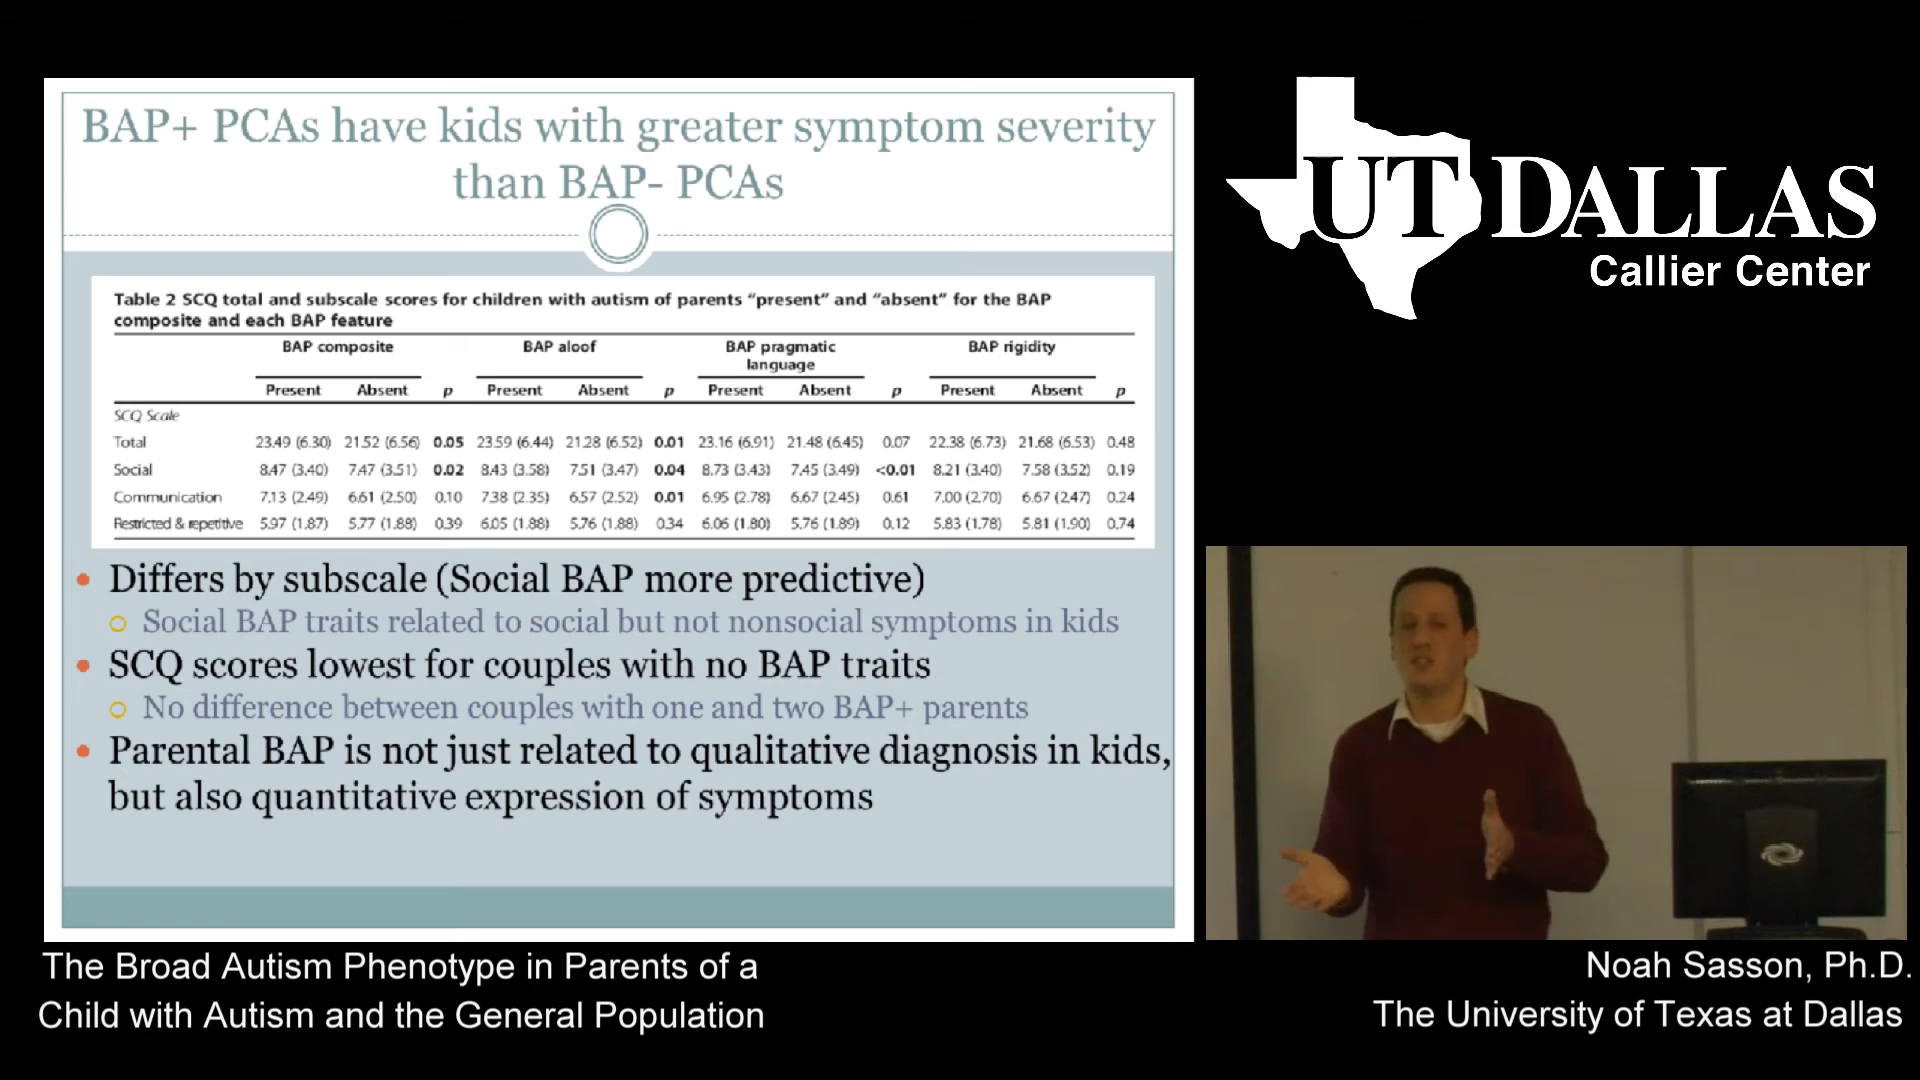 BAP+ PCAs have kids with greater symptom severity
than BAP- PCAs
Table 2 SCQ total and subscale scores for children with autism of parents “present” and “absent” for the BAP
composite and each BAP feature
BAP composite BAP aloof BAP pragmatic language BAP rigidity
Present Absent p Present Absent p Present Absent p Present Absent p
SCQ Scale
Total 23.49 (6.30) 21.52 (6.56) 0.05 23.59 (6.44) 21.28 (6.52) 0.01 23.16 (6.91) 21.48 (6.45) 0.07 22.38 (6.73) 21.68 (6.53) 0.48
Social 8.47 (3.40) 7.47 (3.51) 0.02 8.43 (3.58) 7.51 (3.47) 0.04 8.73 (3.43) 7.45 (3.49) <0.01 8.21 (3.40) 7.58 (3.52) 0.19
Communication 7.13 (2.49) 6.61 (2.50) 0.10 7.38 (2.35) 6.57 (2.52) 0.01 6.95 (2.78) 6.67 (2.45) 0.61 7.00 (2.70) 6.67 (2.47) 0.24
Restricted & repetitive 5.97 (1.87) 5.77 (1.88) 0.39 6.05 (1.88) 5.76 (1.88) 0.34 6.06 (1.80) 5.76 (1.89) 0.12 5.83 (1.78) 5.81 (1.90) 0.74
• Differs by subscale (Social BAP more predictive)
○ Social BAP traits related to social but not nonsocial symptoms in kids
• SCQ scores lowest for couples with no BAP traits
○ No difference between couples with one and two BAP+ parents
• Parental BAP is not just related to qualitative diagnosis in kids,
but also quantitative expression of symptoms
UT DALLAS
Callier Center
The Broad Autism Phenotype in Parents of a
Child with Autism and the General Population
Noah Sasson, Ph.D.
The University of Texas at Dallas